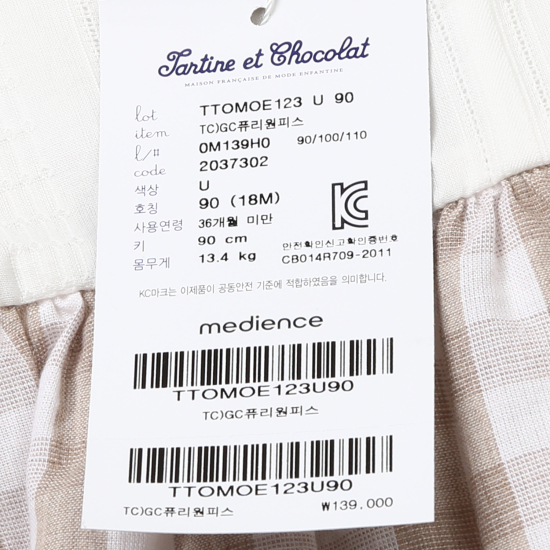 Tartine et Chocolat
MAISON FRANÇAISE DE MODE ENFANTINE
lot TTOMOE123 U 90
item TC)GC퓨리원피스
l/# 0M139H0 90/100/110
code 2037302
색상 U
호칭 90 (18M)
사용연령 36개월 미만
키 90 cm
몸무게 13.4 kg
KC
안전확인신고확인증번호
CB014R709-2011
KC마크는 이제품이 공통안전 기준에 적합하였음을 의미합니다.
medience
TTOMOE123U90
TC)GC퓨리원피스
TTOMOE123U90
TC)GC퓨리원피스 ₩139,000